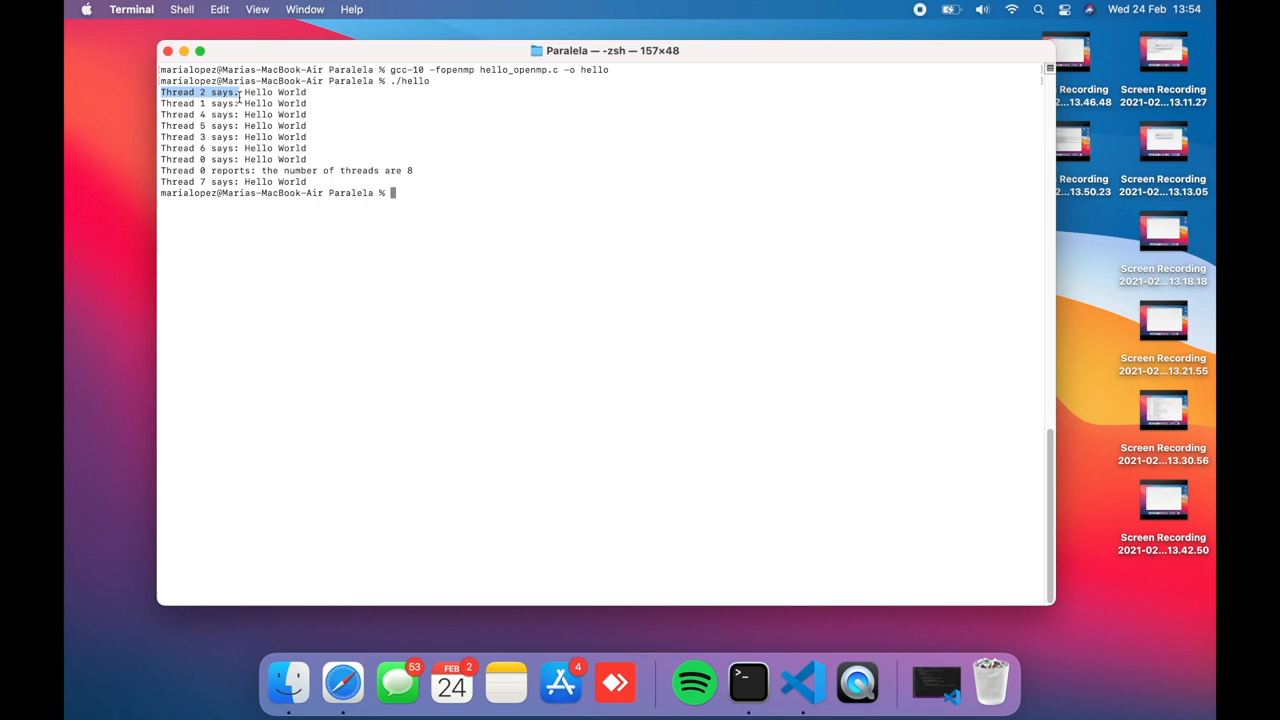 Terminal Shell Edit View Window Help Wed 24 Feb 13:54
Paralela — -zsh — 157×48
marialopez@Marias-MacBook-Air Paralela % gcc-10 -fopenmp hello_openmp.c -o hello
marialopez@Marias-MacBook-Air Paralela % ./hello
Thread 2 says: Hello World
Thread 1 says: Hello World
Thread 4 says: Hello World
Thread 5 says: Hello World
Thread 3 says: Hello World
Thread 6 says: Hello World
Thread 0 says: Hello World
Thread 0 reports: the number of threads are 8
Thread 7 says: Hello World
marialopez@Marias-MacBook-Air Paralela %
Recording
13.46.48
Screen Recording
2021-02...13.11.27
Recording
13.50.23
Screen Recording
2021-02...13.13.05
Screen Recording
2021-02...13.18.18
Screen Recording
2021-02...13.21.55
Screen Recording
2021-02...13.30.56
Screen Recording
2021-02...13.42.50
53
FEB 2
24
4
>_